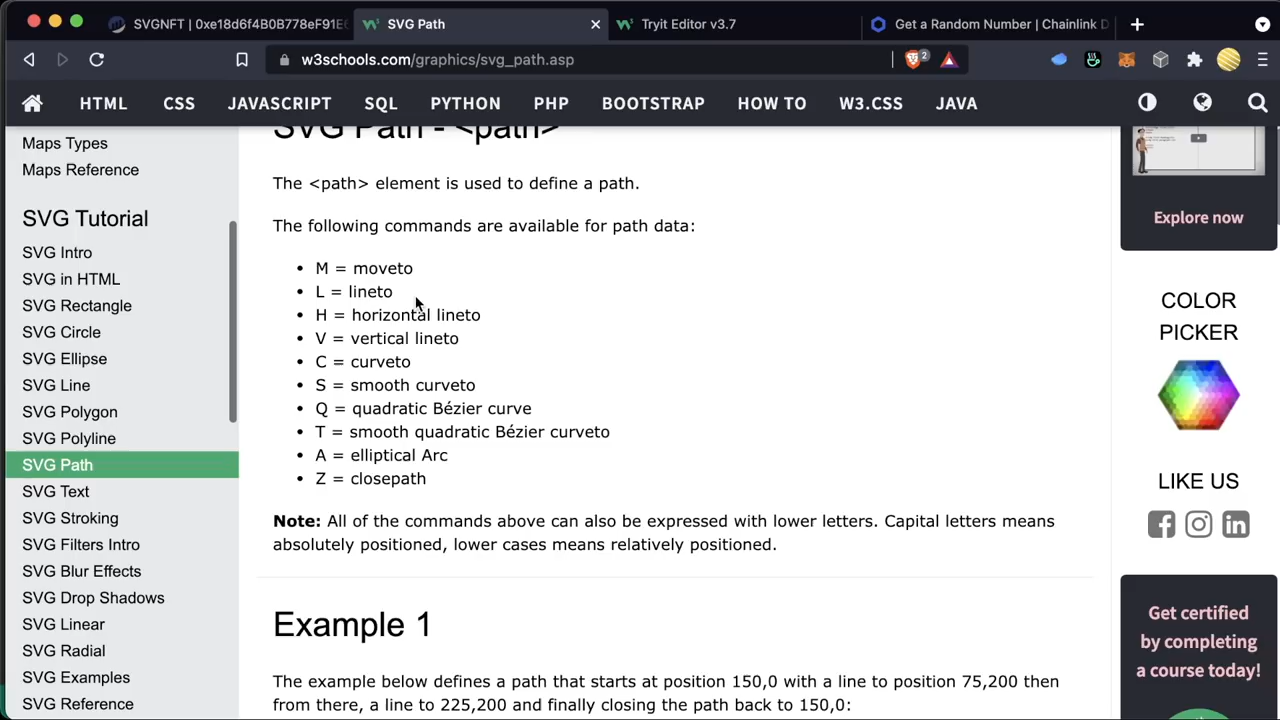 SVGNFT | 0xe18d6f4B0B778eF91E
SVG Path
Tryit Editor v3.7
Get a Random Number | Chainlink D
w3schools.com/graphics/svg_path.asp
2
HTML
CSS
JAVASCRIPT
SQL
PYTHON
PHP
BOOTSTRAP
HOW TO
W3.CSS
JAVA
Maps Types
Maps Reference
SVG Tutorial
SVG Intro
SVG in HTML
SVG Rectangle
SVG Circle
SVG Ellipse
SVG Line
SVG Polygon
SVG Polyline
SVG Path
SVG Text
SVG Stroking
SVG Filters Intro
SVG Blur Effects
SVG Drop Shadows
SVG Linear
SVG Radial
SVG Examples
SVG Reference
SVG Path - <path>
The <path> element is used to define a path.
The following commands are available for path data:
• M = moveto
• L = lineto
• H = horizontal lineto
• V = vertical lineto
• C = curveto
• S = smooth curveto
• Q = quadratic Bézier curve
• T = smooth quadratic Bézier curveto
• A = elliptical Arc
• Z = closepath
Note: All of the commands above can also be expressed with lower letters. Capital letters means
absolutely positioned, lower cases means relatively positioned.
Example 1
The example below defines a path that starts at position 150,0 with a line to position 75,200 then
from there, a line to 225,200 and finally closing the path back to 150,0:
Explore now
COLOR
PICKER
LIKE US
Get certified
by completing
a course today!